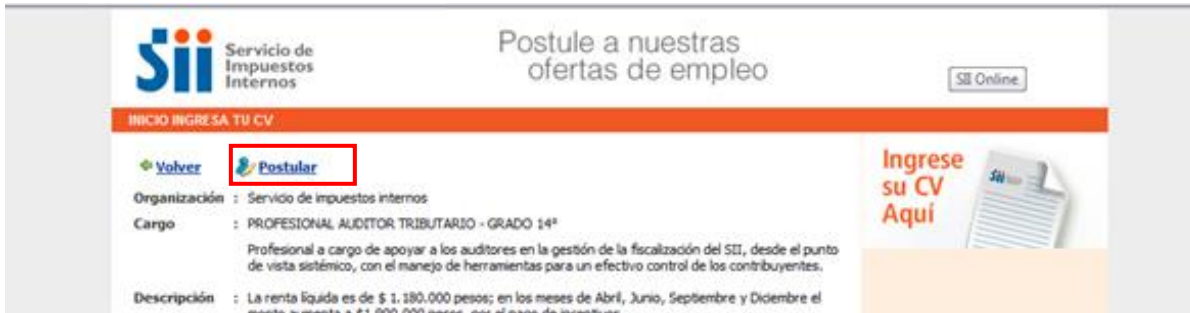 Sii Servicio de
Impuestos
Internos
Postule a nuestras
ofertas de empleo
SII Online
INICIO INGRESA TU CV
Volver Postular
Organización : Servicio de impuestos internos
Cargo : PROFESIONAL AUDITOR TRIBUTARIO - GRADO 14º
Profesional a cargo de apoyar a los auditores en la gestión de la fiscalización del SII, desde el punto
de vista sistémico, con el manejo de herramientas para un efectivo control de los contribuyentes.
Descripción : La renta líquida es de $ 1.180.000 pesos; en los meses de Abril, Junio, Septiembre y Diciembre el
Ingrese
su CV
Aquí
Sii